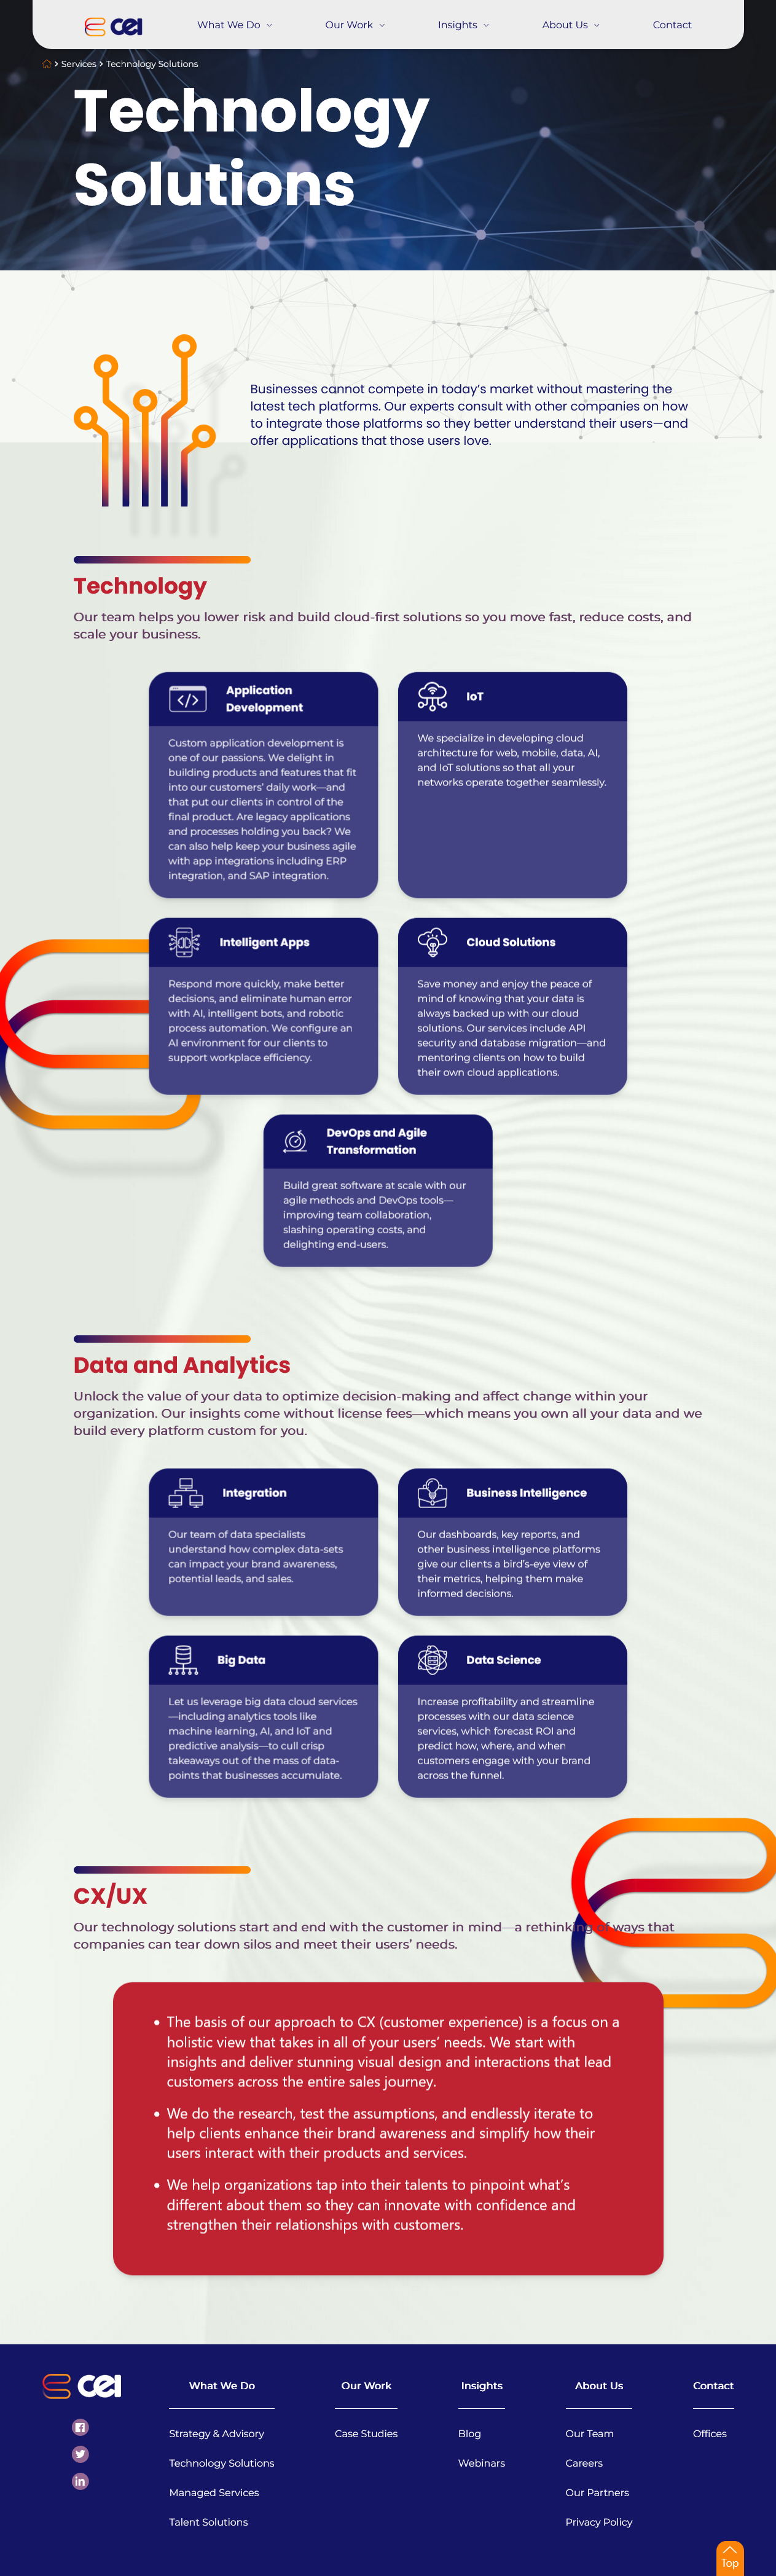 cei
What We Do
Our Work
Insights
About Us
Contact
Services
Technology Solutions
Technology
Solutions
Businesses cannot compete in today's market without mastering the
latest tech platforms. Our experts consult with other companies on how
to integrate those platforms so they better understand their users—and
offer applications that those users love.
Technology
Our team helps you lower risk and build cloud-first solutions so you move fast, reduce costs, and
scale your business.
Application
Development
Custom application development is
one of our passions. We delight in
building products and features that fit
into our customers' daily work—and
that put our clients in control of the
final product. Are legacy applications
and processes holding you back? We
can also help keep your business agile
with app integrations including ERP
integration, and SAP integration.
IoT
We specialize in developing cloud
architecture for web, mobile, data, AI,
and IoT solutions so that all your
networks operate together seamlessly.
Intelligent Apps
Respond more quickly, make better
decisions, and eliminate human error
with AI, intelligent bots, and robotic
process automation. We configure an
AI environment for our clients to
support workplace efficiency.
Cloud Solutions
Save money and enjoy the peace of
mind of knowing that your data is
always backed up with our cloud
solutions. Our services include API
security and database migration—and
mentoring clients on how to build
their own cloud applications.
DevOps and Agile
Transformation
Build great software at scale with our
agile methods and DevOps tools—
improving team collaboration,
slashing operating costs, and
delighting end-users.
Data and Analytics
Unlock the value of your data to optimize decision-making and affect change within your
organization. Our insights come without license fees—which means you own all your data and we
build every platform custom for you.
Integration
Our team of data specialists
understand how complex data-sets
can impact your brand awareness,
potential leads, and sales.
Business Intelligence
Our dashboards, key reports, and
other business intelligence platforms
give our clients a bird's-eye view of
their metrics, helping them make
informed decisions.
Big Data
Let us leverage big data cloud services
—including analytics tools like
machine learning, AI, and IoT and
predictive analysis—to cull crisp
takeaways out of the mass of data-
points that businesses accumulate.
Data Science
Increase profitability and streamline
processes with our data science
services, which forecast ROI and
predict how, where, and when
customers engage with your brand
across the funnel.
CX/UX
Our technology solutions start and end with the customer in mind—a rethinking of ways that
companies can tear down silos and meet their users' needs.
• The basis of our approach to CX (customer experience) is a focus on a
holistic view that takes in all of your users' needs. We start with
insights and deliver stunning visual design and interactions that lead
customers across the entire sales journey.
• We do the research, test the assumptions, and endlessly iterate to
help clients enhance their brand awareness and simplify how their
users interact with their products and services.
• We help organizations tap into their talents to pinpoint what's
different about them so they can innovate with confidence and
strengthen their relationships with customers.
cei
What We Do
Strategy & Advisory
Technology Solutions
Managed Services
Talent Solutions
Our Work
Case Studies
Insights
Blog
Webinars
About Us
Our Team
Careers
Our Partners
Privacy Policy
Contact
Offices
Top